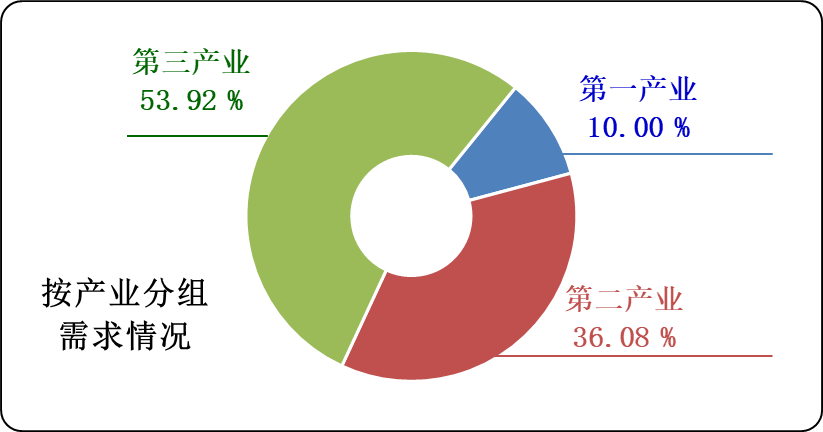 第三产业
53.92 %
第一产业
10.00 %
按产业分组
需求情况
第二产业
36.08 %